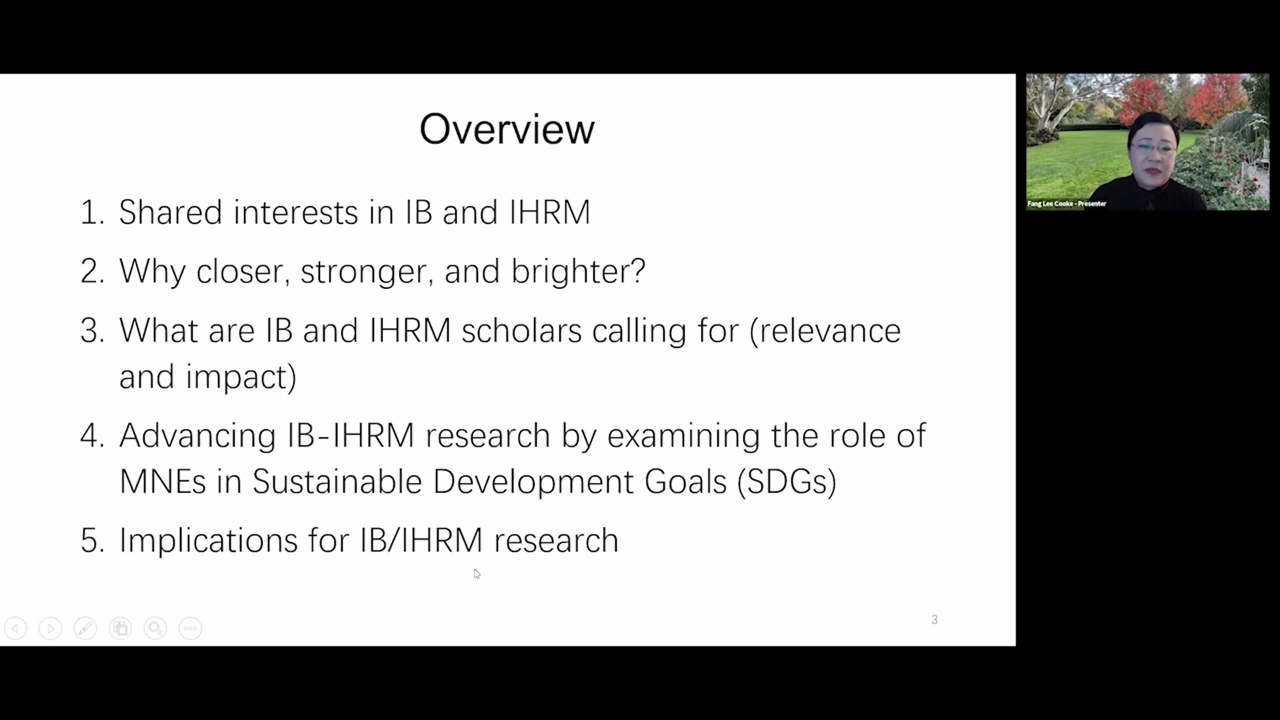 Overview
1. Shared interests in IB and IHRM
2. Why closer, stronger, and brighter?
3. What are IB and IHRM scholars calling for (relevance
and impact)
4. Advancing IB-IHRM research by examining the role of
MNEs in Sustainable Development Goals (SDGs)
5. Implications for IB/IHRM research
3
Fang Lee Cooke - Presenter